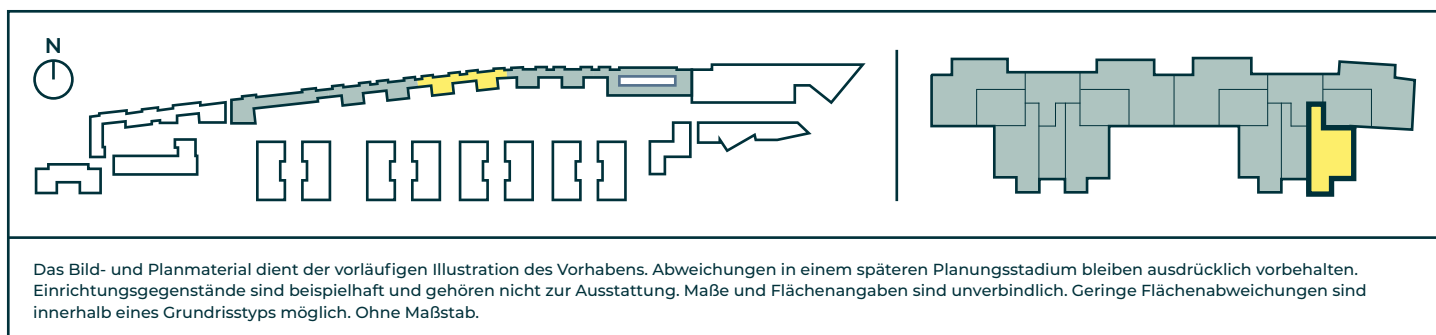 N
Das Bild- und Planmaterial dient der vorläufigen Illustration des Vorhabens. Abweichungen in einem späteren Planungsstadium bleiben ausdrücklich vorbehalten.
Einrichtungsgegenstände sind beispielhaft und gehören nicht zur Ausstattung. Maße und Flächenangaben sind unverbindlich. Geringe Flächenabweichungen sind
innerhalb eines Grundrisstyps möglich. Ohne Maßstab.